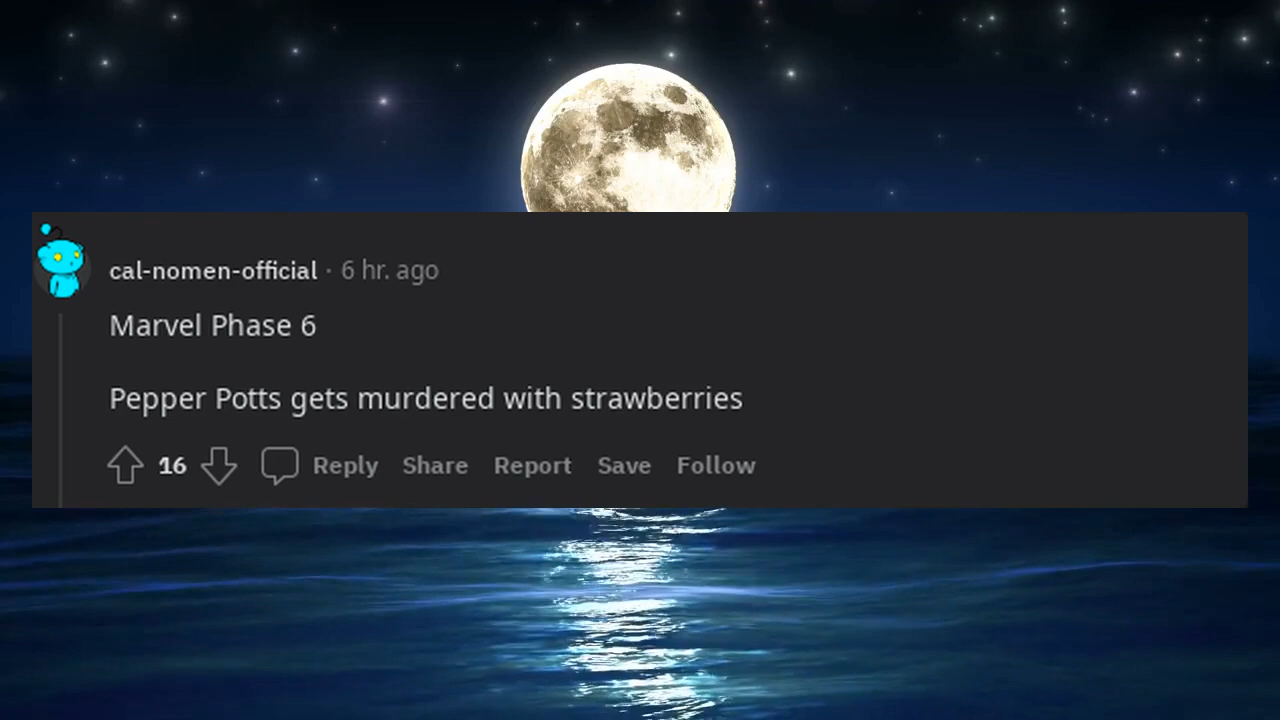 cal-nomen-official · 6 hr. ago
Marvel Phase 6
Pepper Potts gets murdered with strawberries
16 Reply Share Report Save Follow